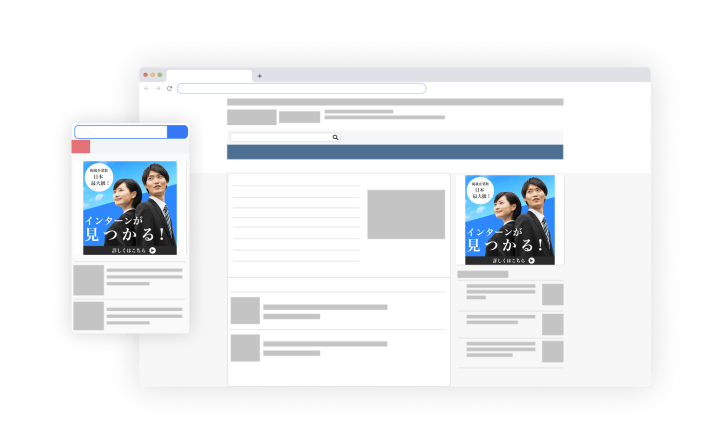 掲載企業数
日本
最大級！
インターンが
見つかる！
詳しくはこちら
掲載企業数
日本
最大級！
インターンが
見つかる！
詳しくはこちら